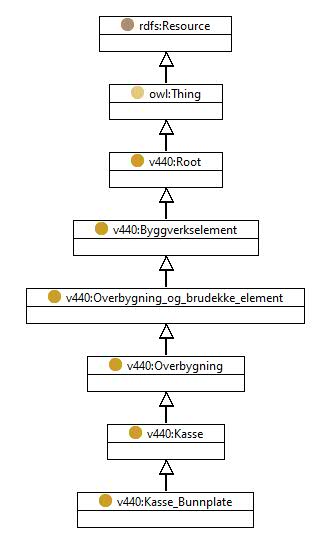 rdfs:Resource
owl:Thing
v440:Root
v440:Byggverkselement
v440:Overbygning_og_brudekke_element
v440:Overbygning
v440:Kasse
v440:Kasse_Bunnplate